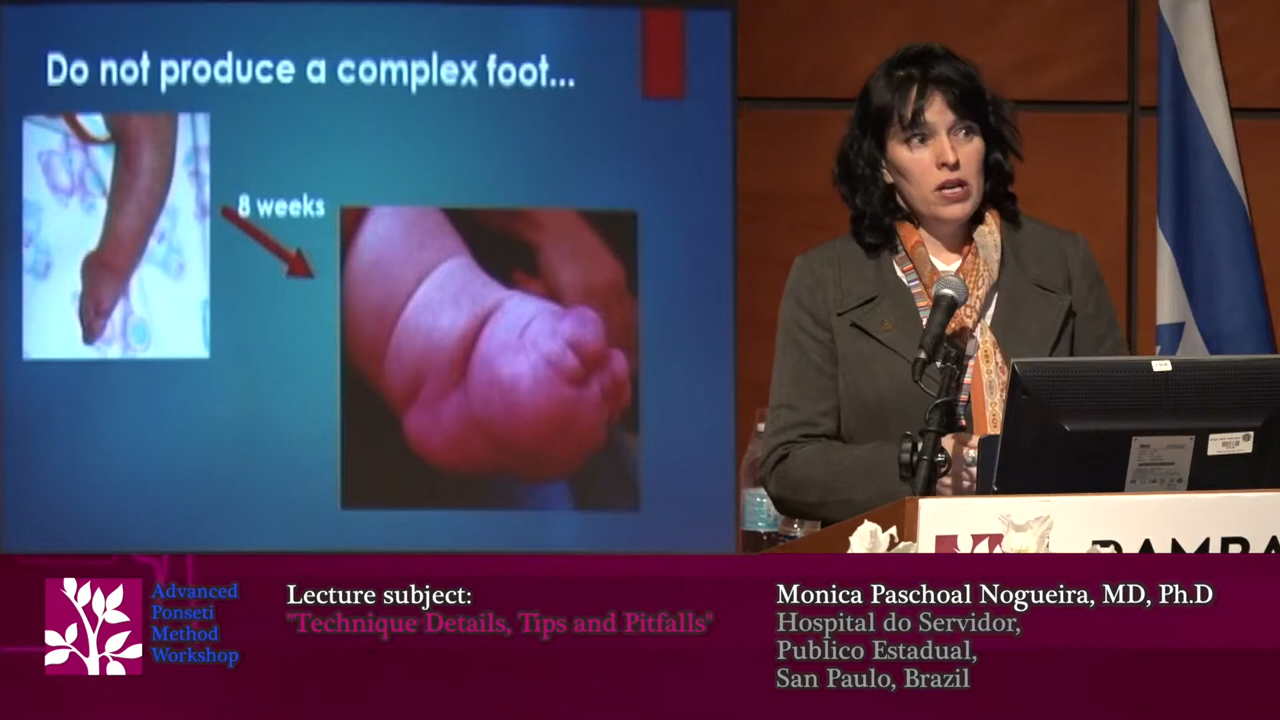 Do not produce a complex foot...
8 weeks
Advanced
Ponseti
Method
Workshop
Lecture subject:
"Technique Details, Tips and Pitfalls"
Monica Paschoal Nogueira, MD, Ph.D
Hospital do Servidor,
Publico Estadual,
San Paulo, Brazil